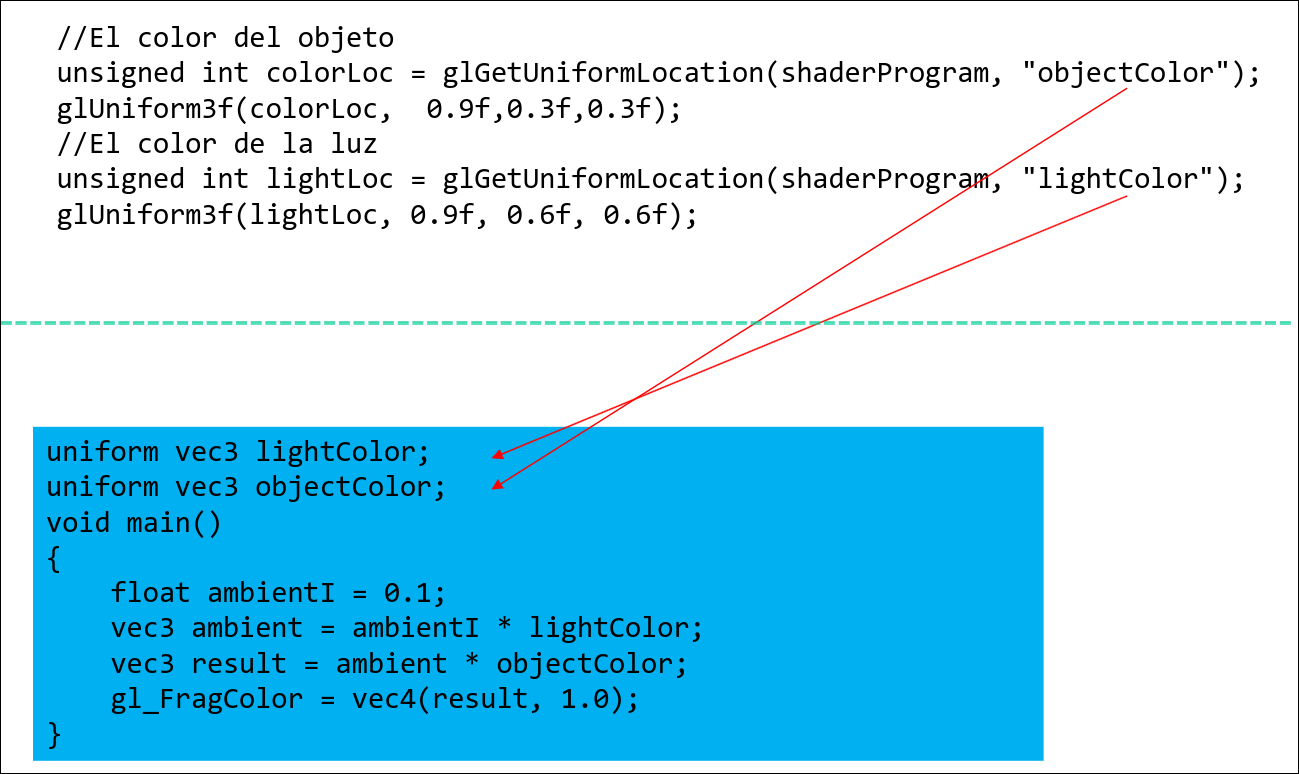 //El color del objeto
unsigned int colorLoc = glGetUniformLocation(shaderProgram, "objectColor");
glUniform3f(colorLoc,  0.9f,0.3f,0.3f);
//El color de la luz
unsigned int lightLoc = glGetUniformLocation(shaderProgram, "lightColor");
glUniform3f(lightLoc, 0.9f, 0.6f, 0.6f);
uniform vec3 lightColor;
uniform vec3 objectColor;
void main()
{
    float ambientI = 0.1;
    vec3 ambient = ambientI * lightColor;
    vec3 result = ambient * objectColor;
    gl_FragColor = vec4(result, 1.0);
}